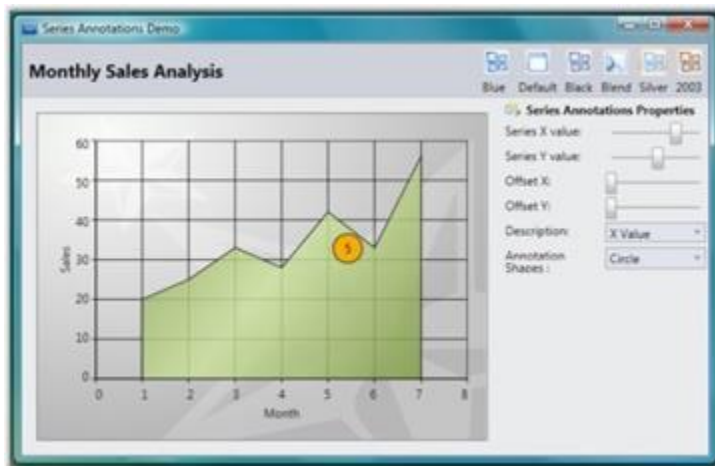 Series Annotations Demo
Monthly Sales Analysis
Blue Default Black Blend Silver 2003
Series Annotations Properties
Series X value:
Series Y value:
Offset X:
Offset Y:
Description: X Value
Annotation Shapes : Circle
60
50
40
30
20
10
0
Sales
5
0 1 2 3 4 5 6 7 8
Month